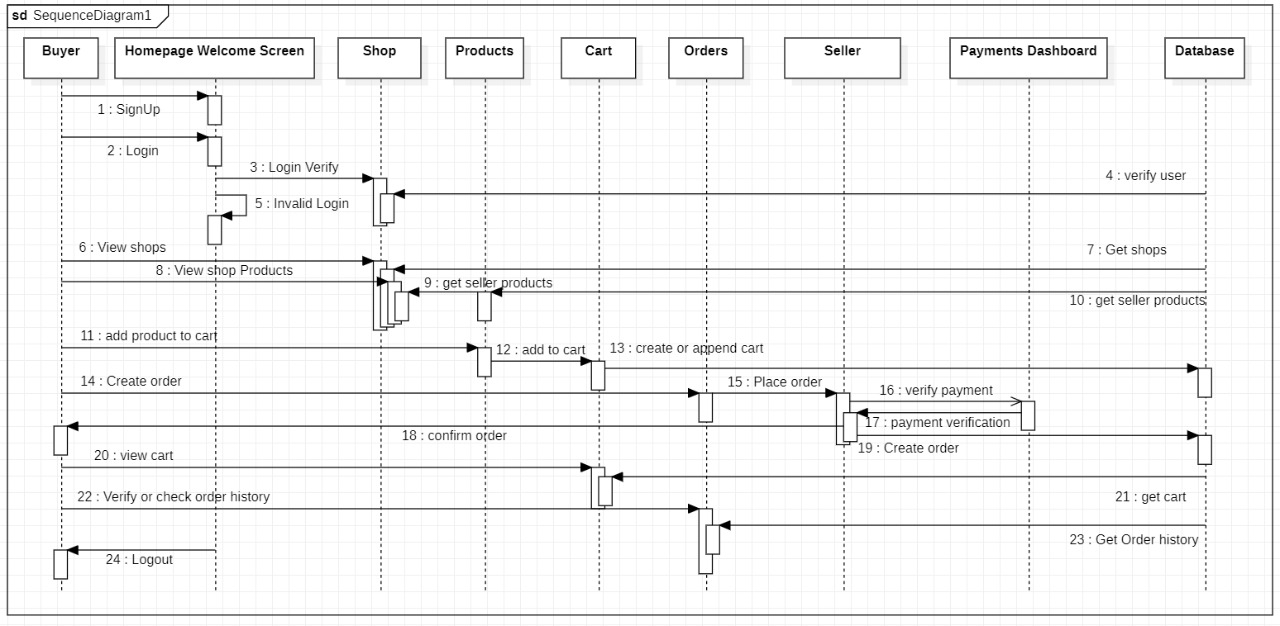 sd SequenceDiagram1
Buyer
Homepage Welcome Screen
Shop
Products
Cart
Orders
Seller
Payments Dashboard
Database
1 : SignUp
2 : Login
3 : Login Verify
4 : verify user
5 : Invalid Login
6 : View shops
7 : Get shops
8 : View shop Products
9 : get seller products
10 : get seller products
11 : add product to cart
12 : add to cart
13 : create or append cart
14 : Create order
15 : Place order
16 : verify payment
17 : payment verification
18 : confirm order
19 : Create order
20 : view cart
21 : get cart
22 : Verify or check order history
23 : Get Order history
24 : Logout